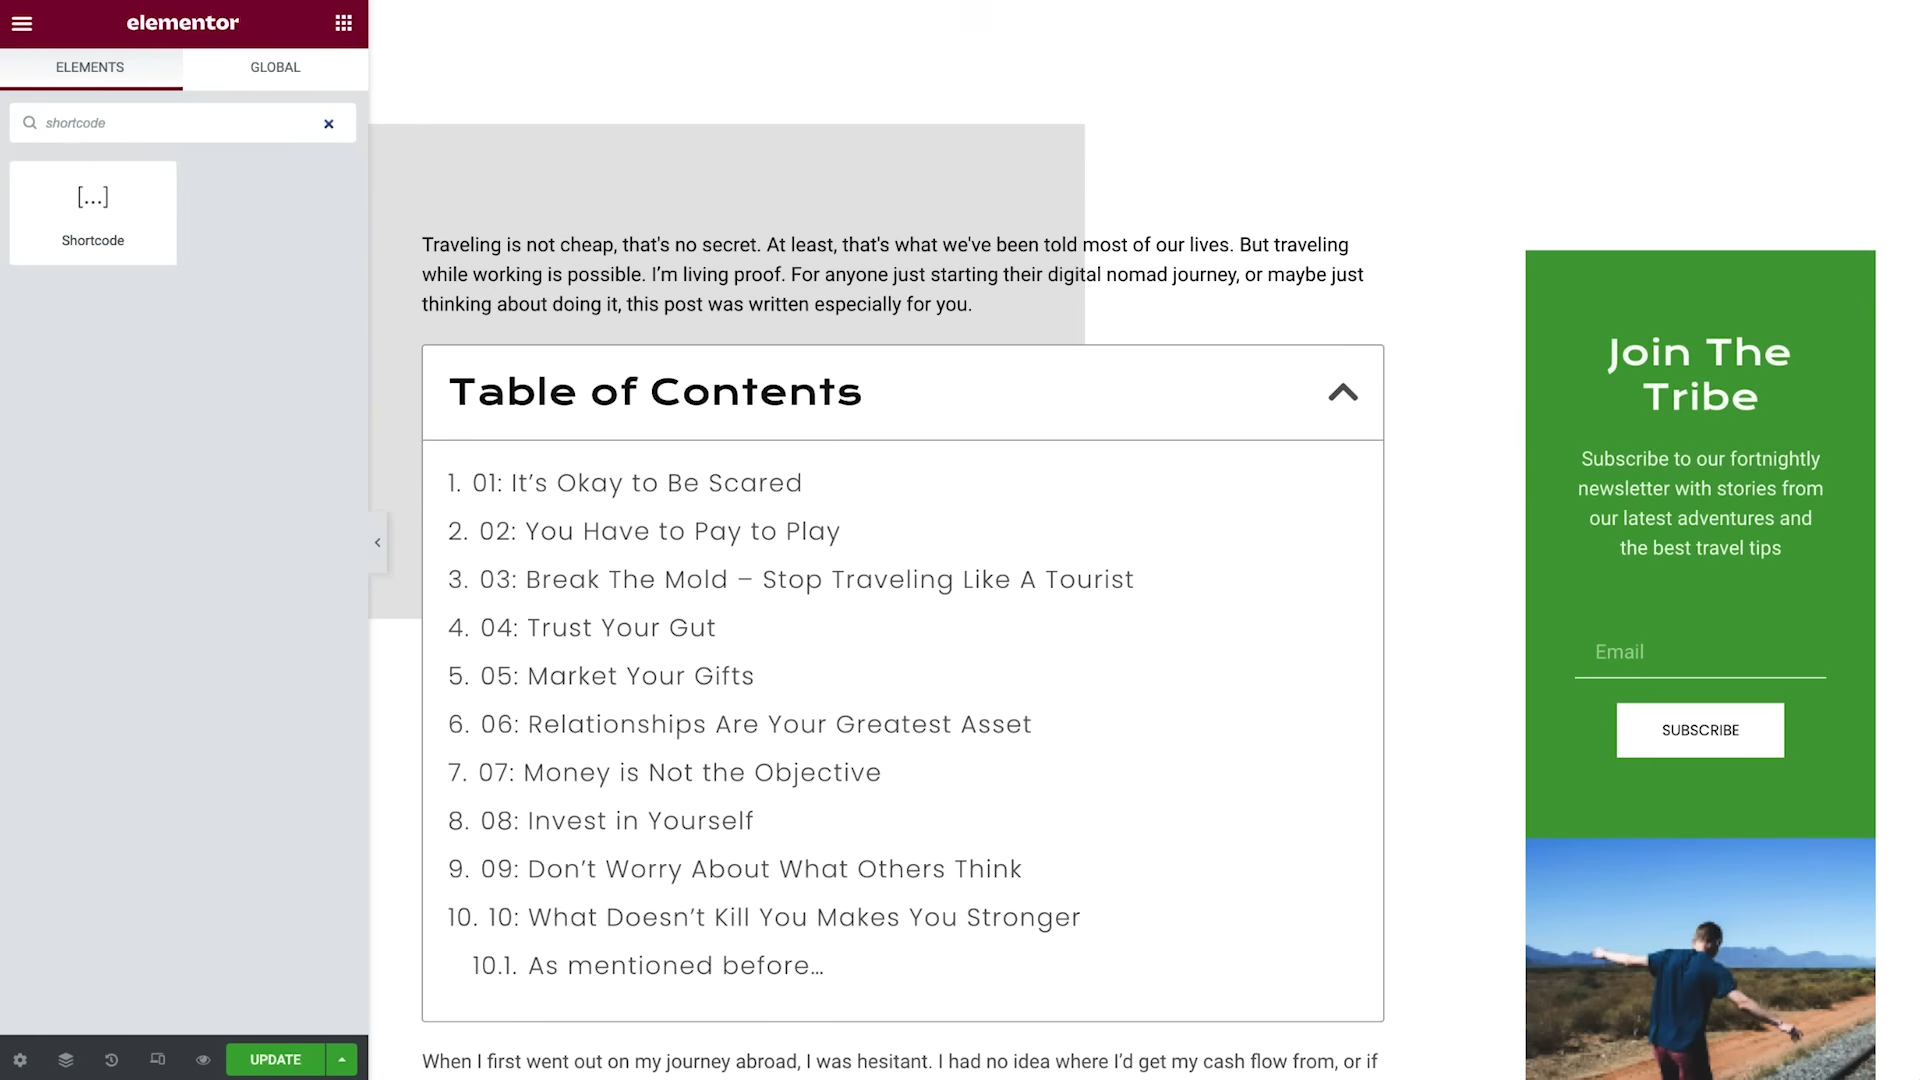 elementor
ELEMENTS
GLOBAL
shortcode
[...]
Shortcode
UPDATE
Traveling is not cheap, that's no secret. At least, that's what we've been told most of our lives. But traveling
while working is possible. I’m living proof. For anyone just starting their digital nomad journey, or maybe just
thinking about doing it, this post was written especially for you.
Table of Contents
1. 01: It’s Okay to Be Scared
2. 02: You Have to Pay to Play
3. 03: Break The Mold – Stop Traveling Like A Tourist
4. 04: Trust Your Gut
5. 05: Market Your Gifts
6. 06: Relationships Are Your Greatest Asset
7. 07: Money is Not the Objective
8. 08: Invest in Yourself
9. 09: Don’t Worry About What Others Think
10. 10: What Doesn’t Kill You Makes You Stronger
10.1. As mentioned before…
When I first went out on my journey abroad, I was hesitant. I had no idea where I’d get my cash flow from, or if
Join The
Tribe
Subscribe to our fortnightly
newsletter with stories from
our latest adventures and
the best travel tips
Email
SUBSCRIBE